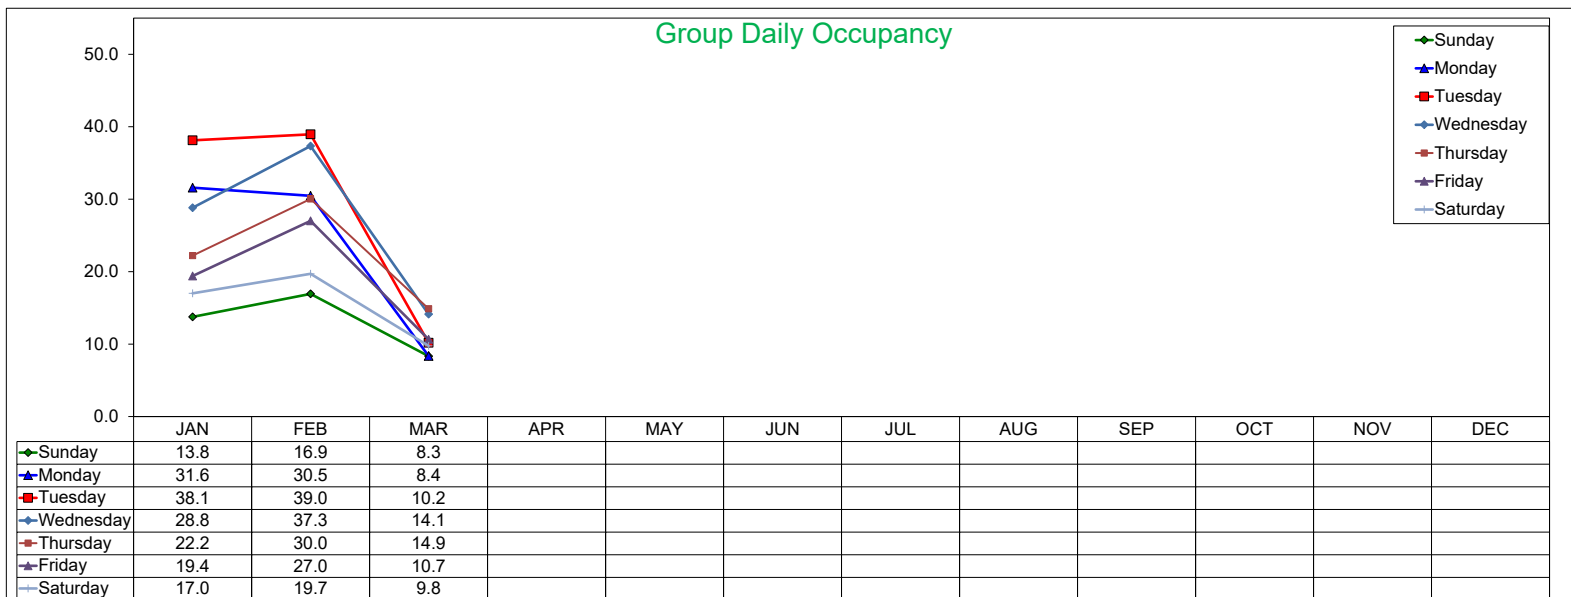 Group Daily Occupancy
50.0
40.0
30.0
20.0
10.0
0.0
Sunday
Monday
Tuesday
Wednesday
Thursday
Friday
Saturday
JAN FEB MAR APR MAY JUN JUL AUG SEP OCT NOV DEC
Sunday 13.8 16.9 8.3
Monday 31.6 30.5 8.4
Tuesday 38.1 39.0 10.2
Wednesday 28.8 37.3 14.1
Thursday 22.2 30.0 14.9
Friday 19.4 27.0 10.7
Saturday 17.0 19.7 9.8